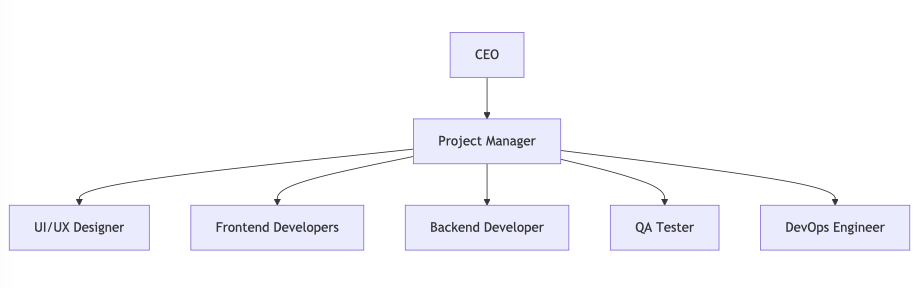 CEO
Project Manager
UI/UX Designer
Frontend Developers
Backend Developer
QA Tester
DevOps Engineer